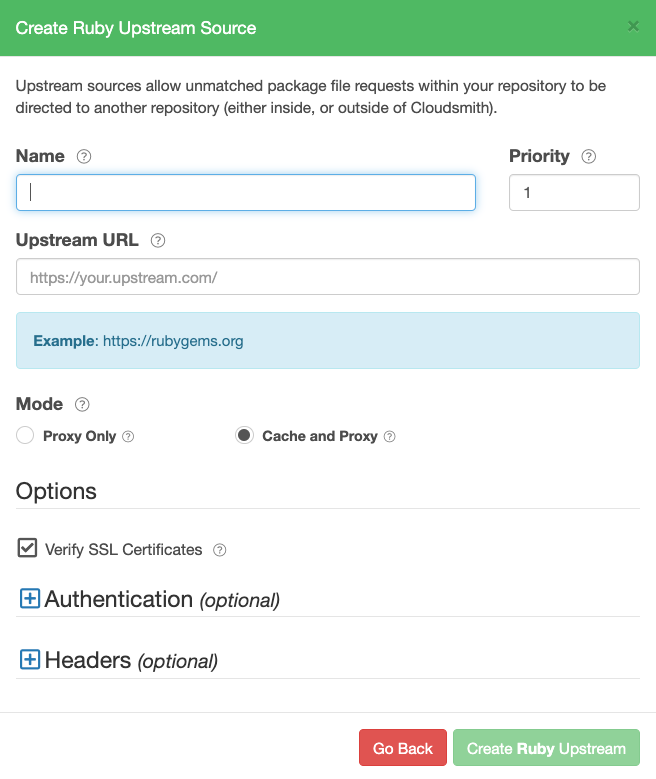 Create Ruby Upstream Source ×
Upstream sources allow unmatched package file requests within your repository to be
directed to another repository (either inside, or outside of Cloudsmith).
Name ? Priority ?
1
Upstream URL ?
https://your.upstream.com/
Example: https://rubygems.org
Mode ?
Proxy Only ? Cache and Proxy ?
Options
Verify SSL Certificates ?
Authentication (optional)
Headers (optional)
Go Back Create Ruby Upstream